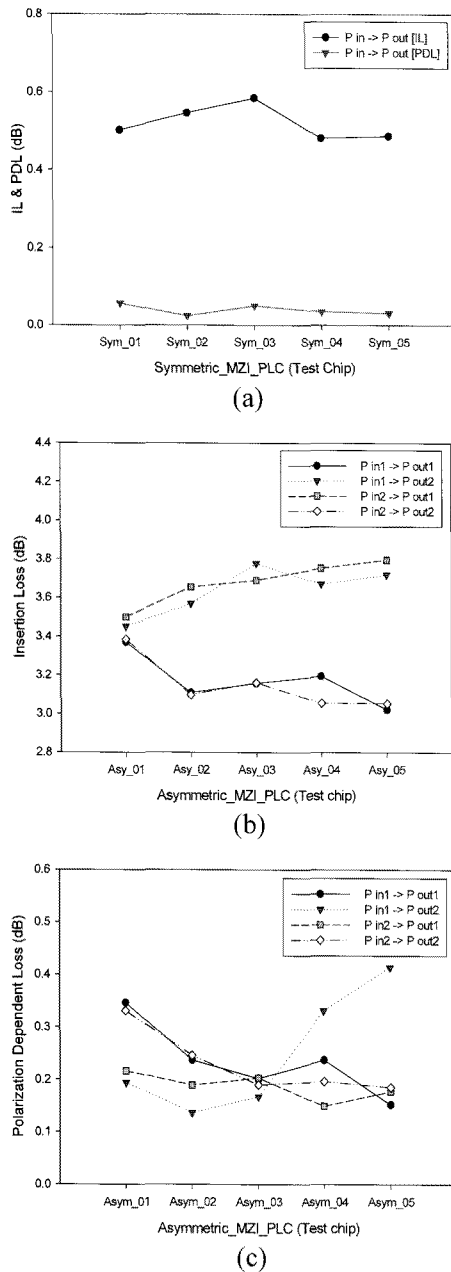 0.8
0.6
0.4
0.2
0.0
IL & PDL (dB)
P in -> P out [IL]
P in -> P out [PDL]
Sym_01 Sym_02 Sym_03 Sym_04 Sym_05
Symmetric_MZI_PLC (Test Chip)
(a)
4.4
4.2
4.0
3.8
3.6
3.4
3.2
3.0
2.8
Insertion Loss (dB)
P in1 -> P out1
P in1 -> P out2
P in2 -> P out1
P in2 -> P out2
Asy_01 Asy_02 Asy_03 Asy_04 Asy_05
Asymmetric_MZI_PLC (Test chip)
(b)
0.6
0.5
0.4
0.3
0.2
0.1
0.0
Polarization Dependent Loss (dB)
P in1 -> P out1
P in1 -> P out2
P in2 -> P out1
P in2 -> P out2
Asym_01 Asym_02 Asym_03 Asym_04 Asym_05
Asymmetric_MZI_PLC (Test chip)
(c)